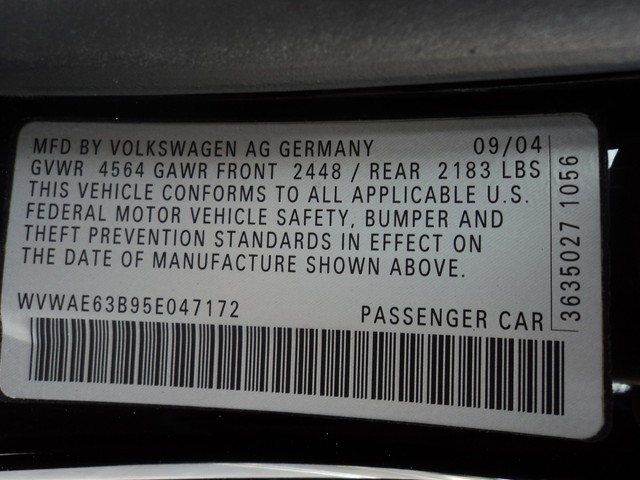 MFD BY VOLKSWAGEN AG GERMANY 09/04
GVWR 4564 GAWR FRONT 2448 / REAR 2183 LBS
THIS VEHICLE CONFORMS TO ALL APPLICABLE U.S.
FEDERAL MOTOR VEHICLE SAFETY, BUMPER AND
THEFT PREVENTION STANDARDS IN EFFECT ON
THE DATE OF MANUFACTURE SHOWN ABOVE.
WVWAE63B95E047172 PASSENGER CAR
3635027 1056